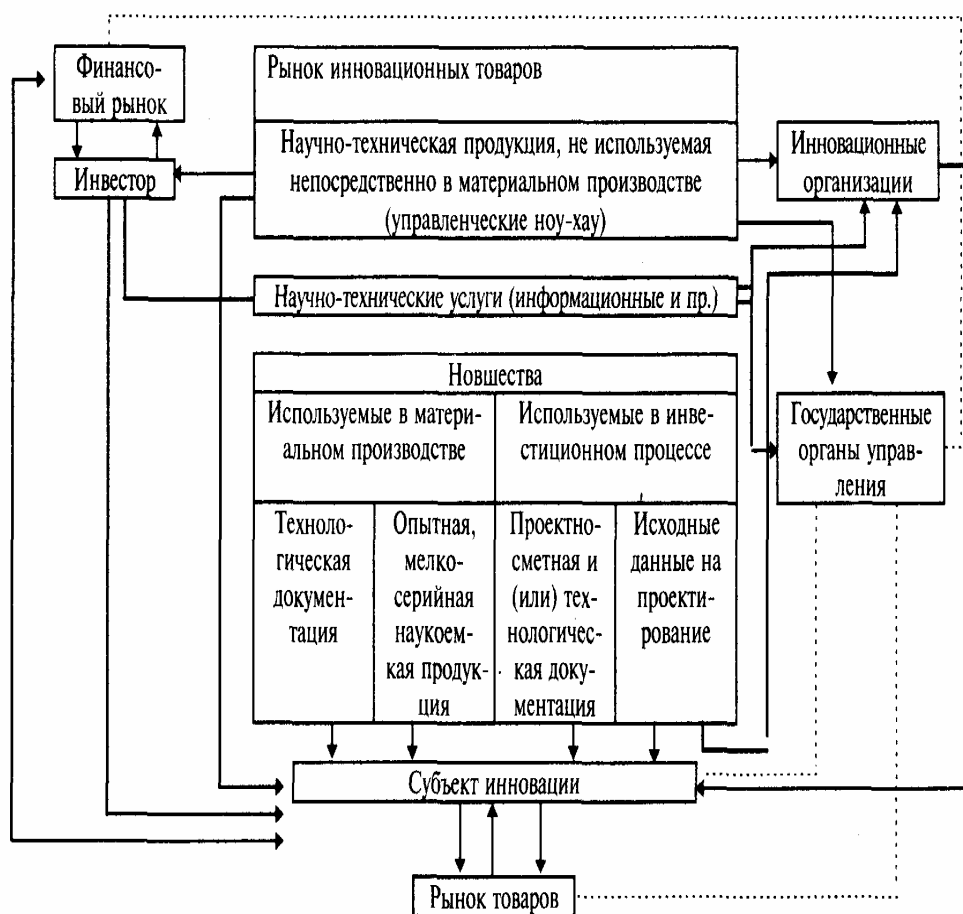 Финансо-
вый рынок
Инвестор
Рынок инновационных товаров
Научно-техническая продукция, не используемая
непосредственно в материальном производстве
(управленческие ноу-хау)
Инновационные
организации
Научно-технические услуги (информационные и пр.)
Новшества
Используемые в матери-
альном производстве
Используемые в инве-
стиционном процессе
Государственные
органы управ-
ления
Техноло-
гическая
докумен-
тация
Опытная,
мелко-
серийная
наукоем-
кая продук-
ция
Проектно-
сметная и
(или) тех-
нологичес-
кая доку-
ментация
Исходные
данные на
проекти-
рование
Субъект инновации
Рынок товаров